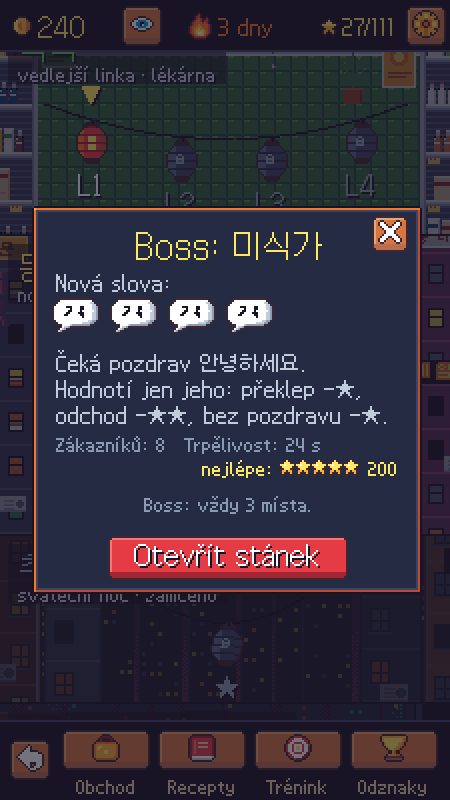 240
3 dny
27/111
vedlejší linka · lékárna
L1
L2
L3
L4
Boss: 미식가
Nová slova:
Čeká pozdrav 안녕하세요.
Hodnotí jen jeho: překlep -★,
odchod -★★, bez pozdravu -★.
Zákazníků: 8 Trpělivost: 24 s
nejlépe: ★★★★★ 200
Boss: vždy 3 místa.
Otevřít stánek
sváteční noc · zamčeno
Obchod
Recepty
Trénink
Odznaky